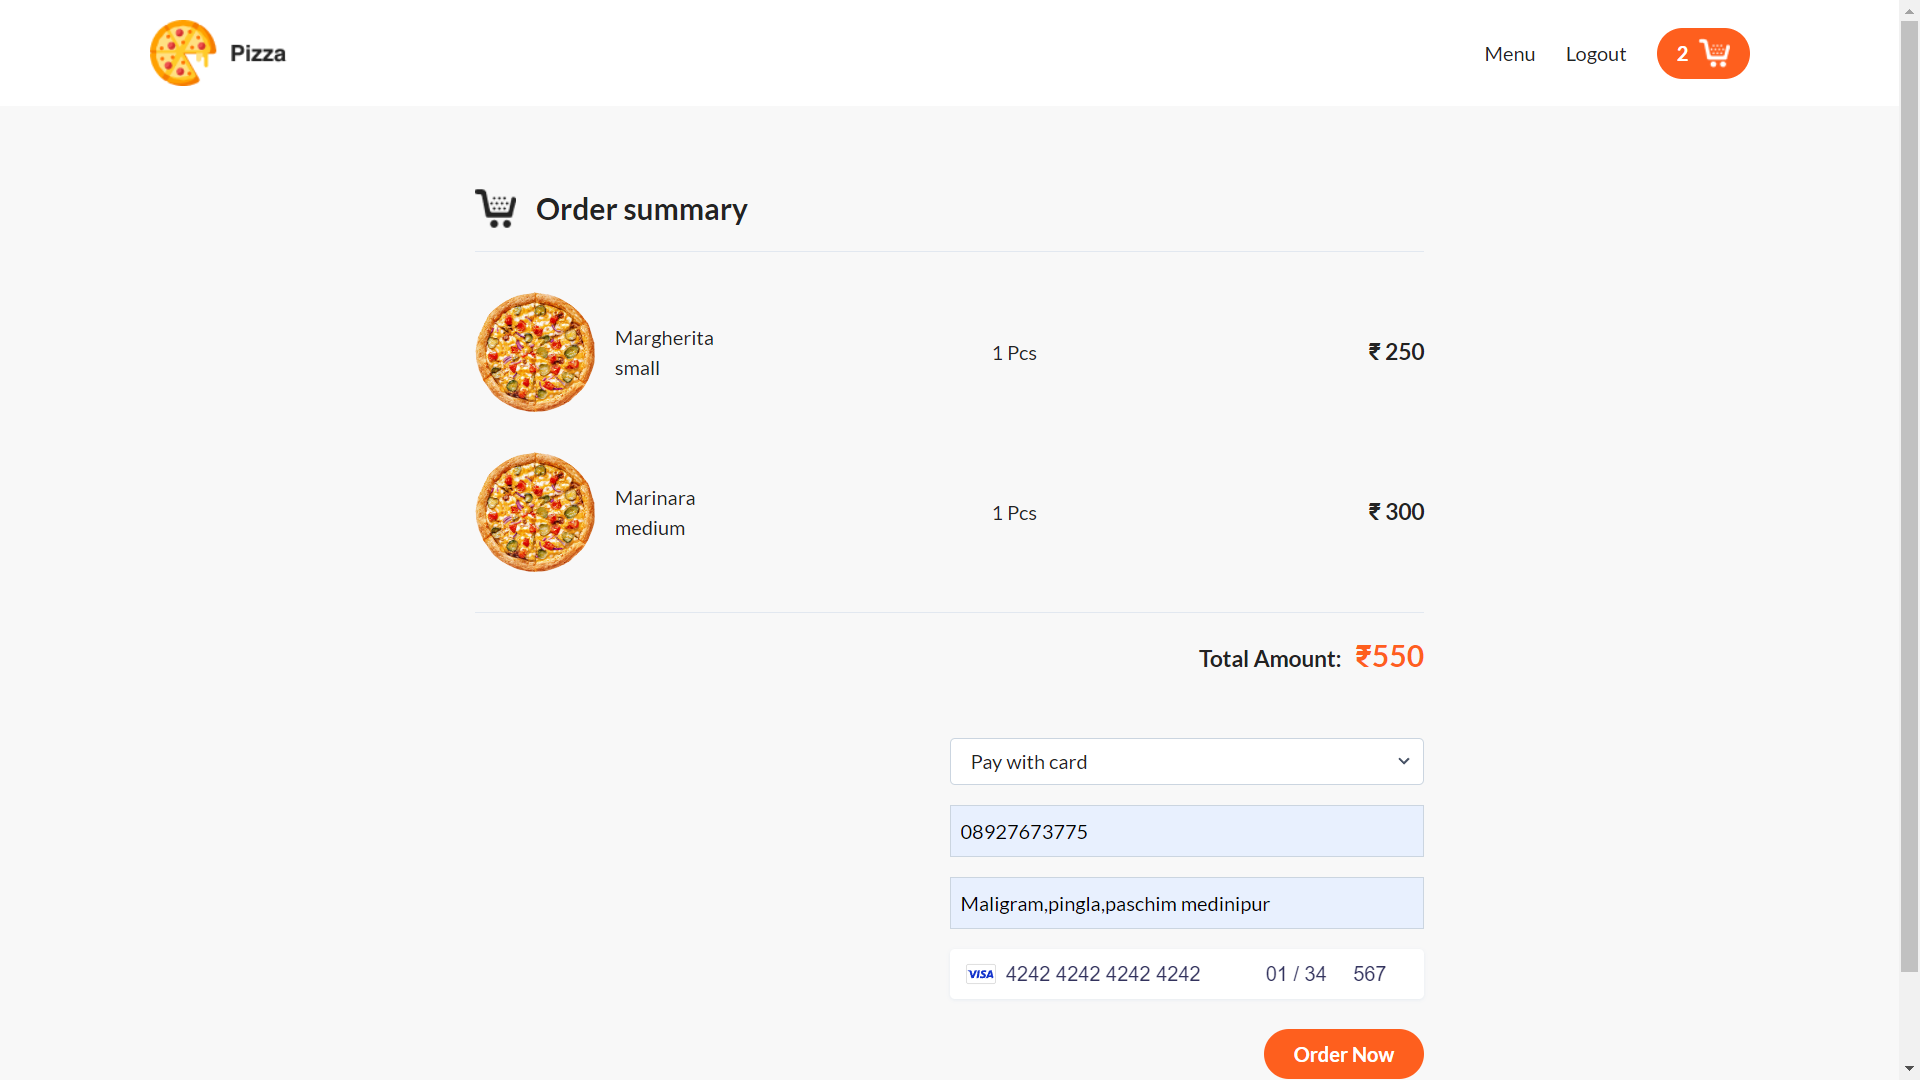 Pizza
Menu Logout 2
Order summary
Margherita
small
1 Pcs
₹ 250
Marinara
medium
1 Pcs
₹ 300
Total Amount: ₹550
Pay with card
08927673775
Maligram,pingla,paschim medinipur
VISA 4242 4242 4242 4242 01 / 34 567
Order Now